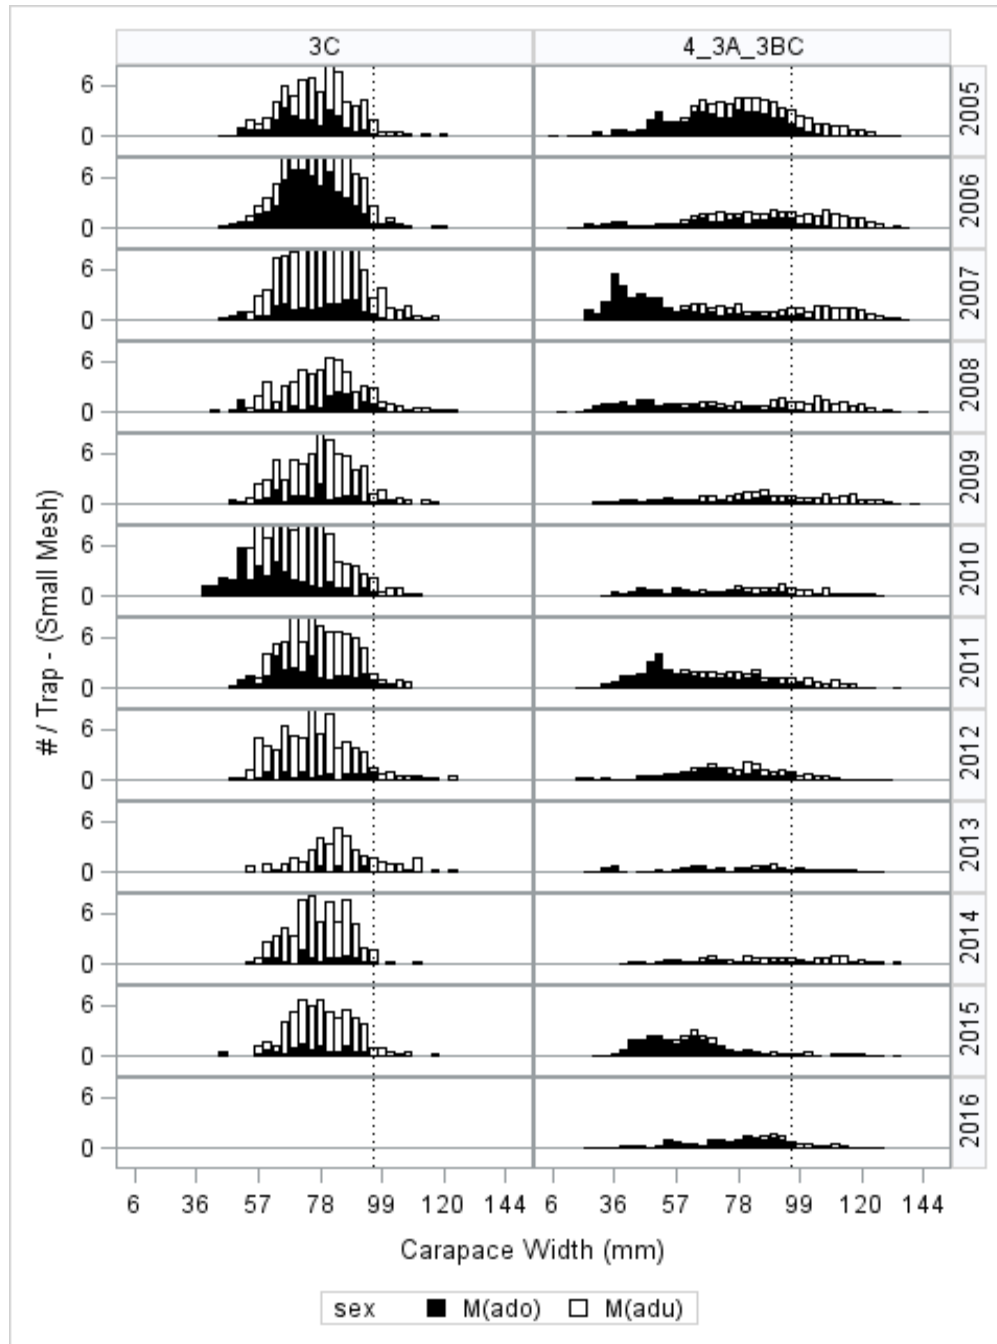 3C 4_3A_3BC
6 0 2005
6 0 2006
6 0 2007
6 0 2008
6 0 2009
6 0 2010
6 0 2011
6 0 2012
6 0 2013
6 0 2014
6 0 2015
6 0 2016
# / Trap - (Small Mesh)
6 36 57 78 99 120 144 6 36 57 78 99 120 144
Carapace Width (mm)
sex M(ado) M(adu)